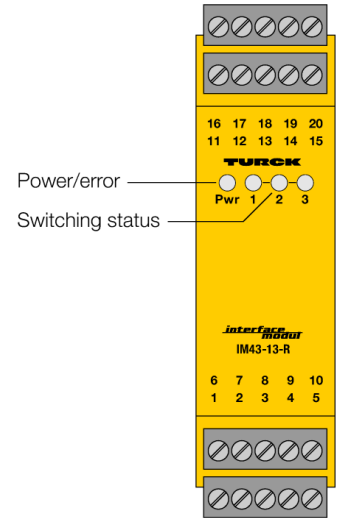 16 17 18 19 20
11 12 13 14 15
TURCK
Power/error
Pwr 1 2 3
Switching status
interface
modul
IM43-13-R
6 7 8 9 10
1 2 3 4 5